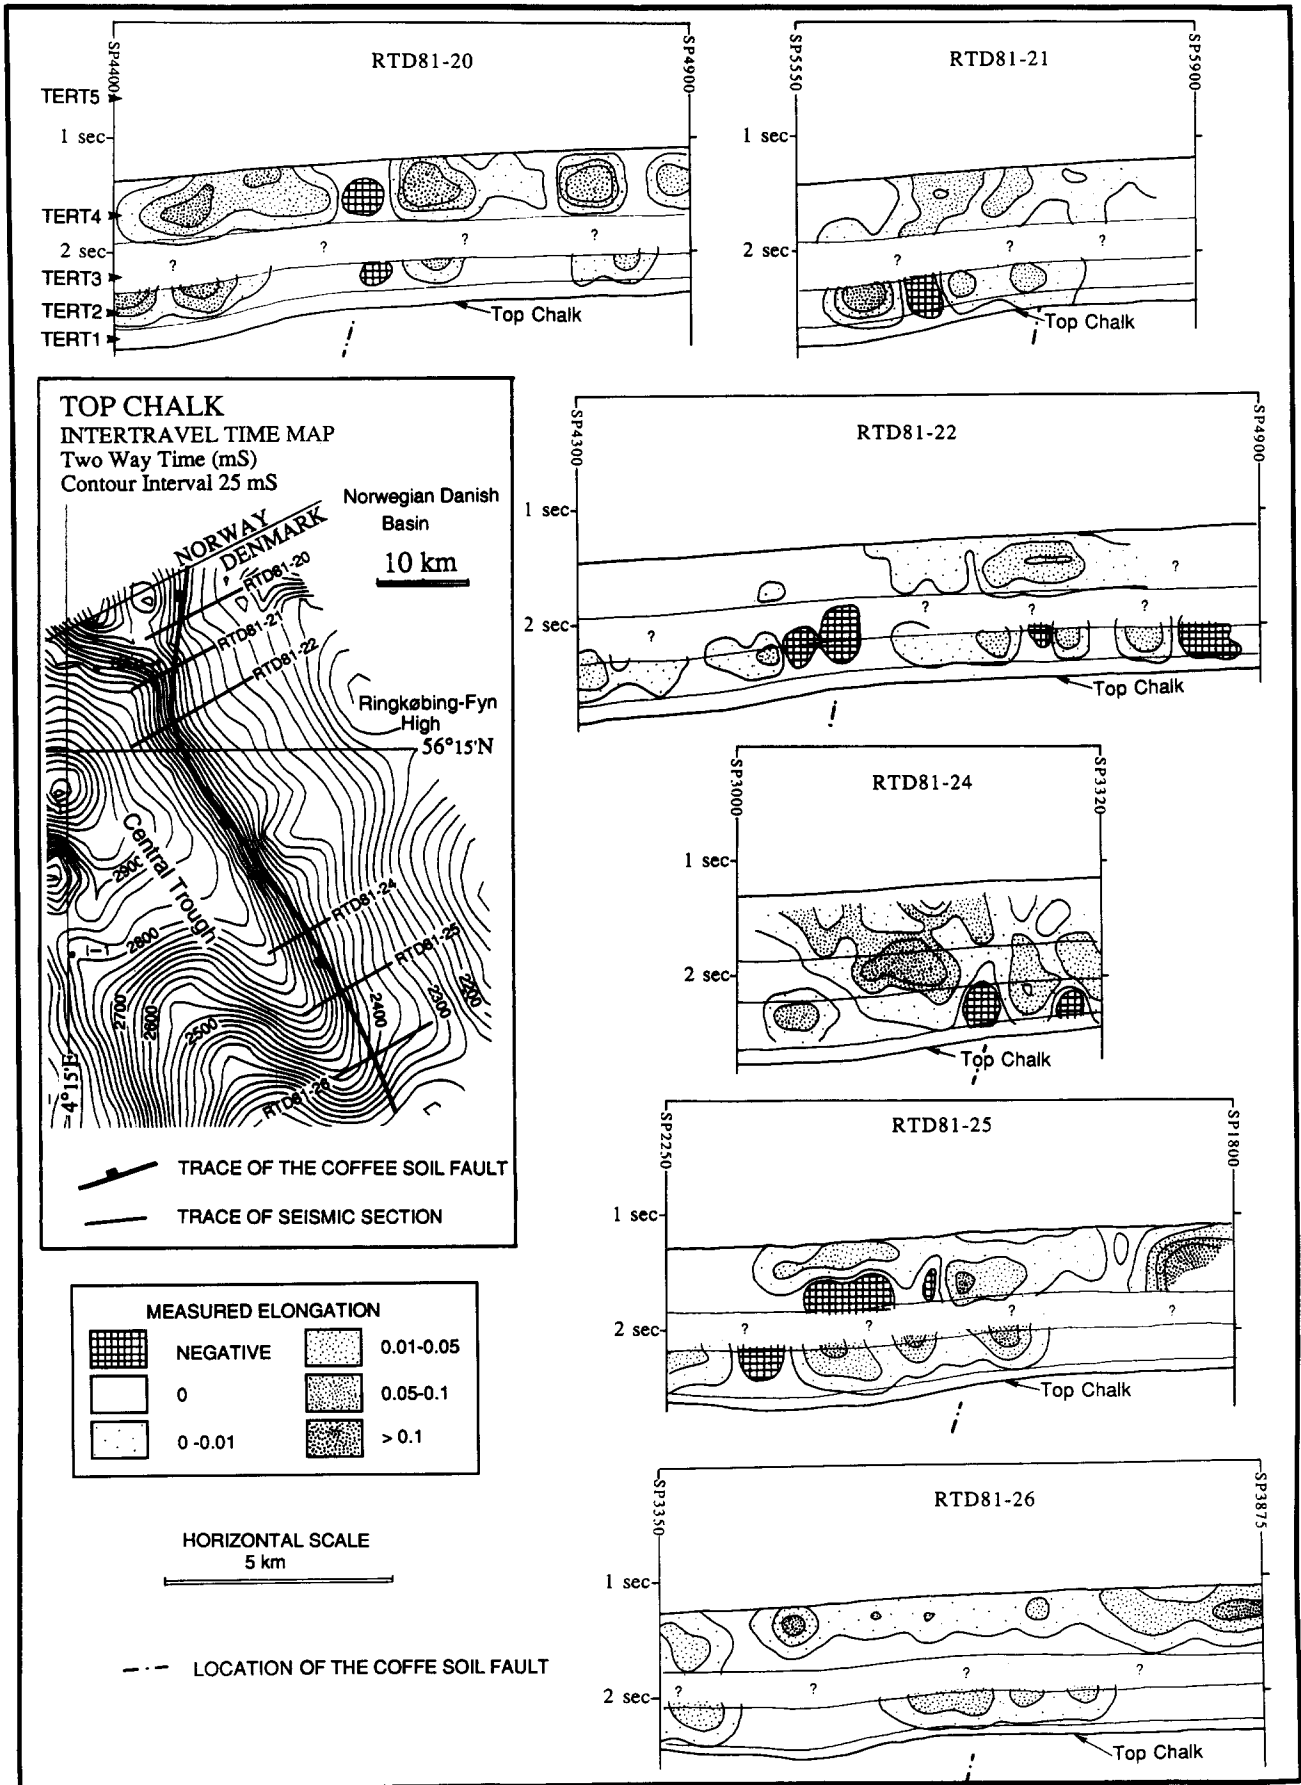 RTD81-20
SP4400
SP4900
TERT5
1 sec
TERT4
2 sec
TERT3
TERT2
TERT1
?
?
?
?
Top Chalk
RTD81-21
SP5550
SP5900
1 sec
2 sec
?
?
?
Top Chalk
TOP CHALK
INTERTRAVEL TIME MAP
Two Way Time (mS)
Contour Interval 25 mS
Norwegian Danish
Basin
NORWAY
DENMARK
10 km
RTD81-20
RTD81-21
RTD81-22
Ringkøbing-Fyn
High
56°15'N
Central Trough
2900
2800
2700
2600
2500
2400
2300
2200
RTD81-24
RTD81-25
RTD81-26
4°15'E
TRACE OF THE COFFEE SOIL FAULT
TRACE OF SEISMIC SECTION
RTD81-22
SP4300
SP4900
1 sec
2 sec
?
?
?
?
?
Top Chalk
RTD81-24
SP3000
SP3320
1 sec
2 sec
Top Chalk
RTD81-25
SP2250
SP1800
1 sec
2 sec
?
?
?
?
Top Chalk
MEASURED ELONGATION
NEGATIVE
0
0 -0.01
0.01-0.05
0.05-0.1
> 0.1
HORIZONTAL SCALE
5 km
LOCATION OF THE COFFE SOIL FAULT
RTD81-26
SP3350
SP3875
1 sec
2 sec
?
?
?
?
Top Chalk